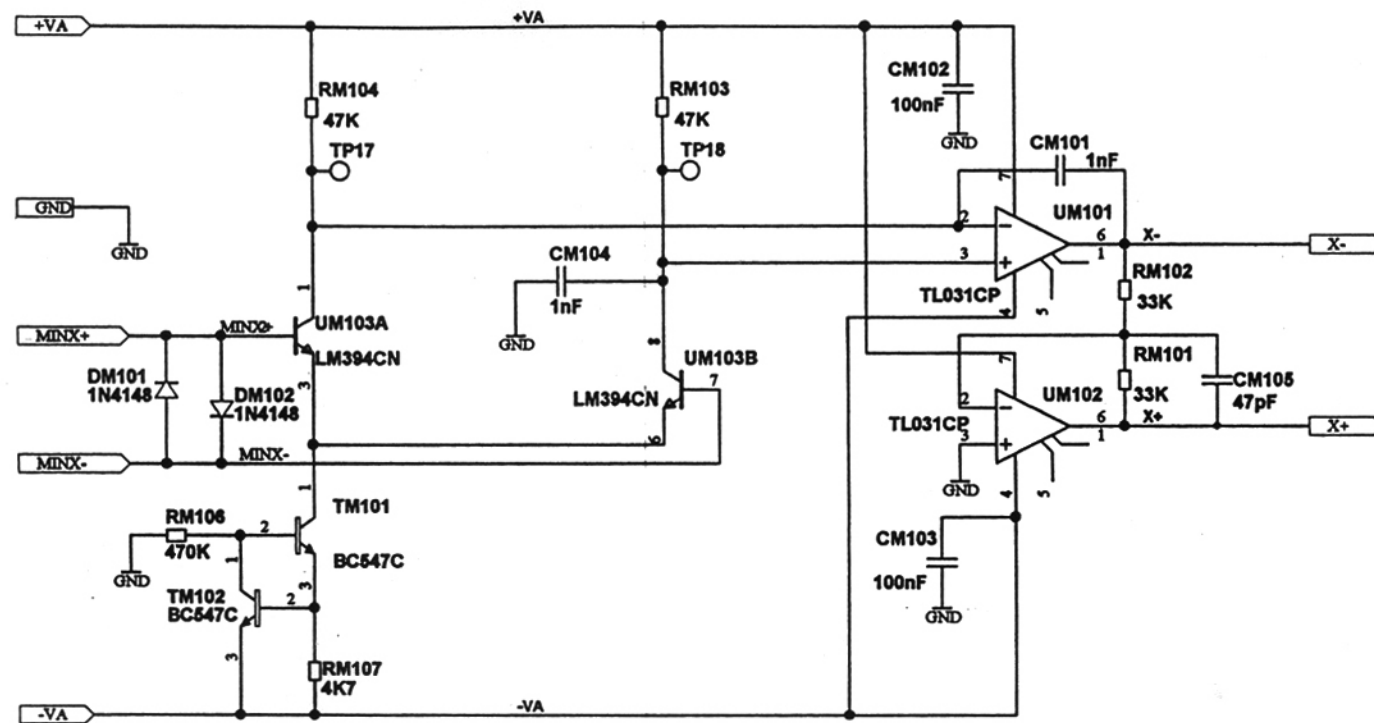 +VA
+VA
RM104
47K
TP17
RM103
47K
TP18
CM102
100nF
GND
CM101
1nF
7
GND
GND
2
UM101
3
6
X-
X-
1
TL031CP
4
5
RM102
33K
CM104
1nF
GND
1
MINX+
MINX+
UM103A
LM394CN
3
8
UM103B
7
LM394CN
6
DM101
1N4148
DM102
1N4148
MINX-
MINX-
7
RM101
33K
CM105
47pF
UM102
2
TL031CP
3
6
X+
X+
1
GND
4
5
1
TM101
RM106
470K
2
GND
BC547C
1
3
TM102
BC547C
2
3
RM107
4K7
CM103
100nF
GND
-VA
-VA